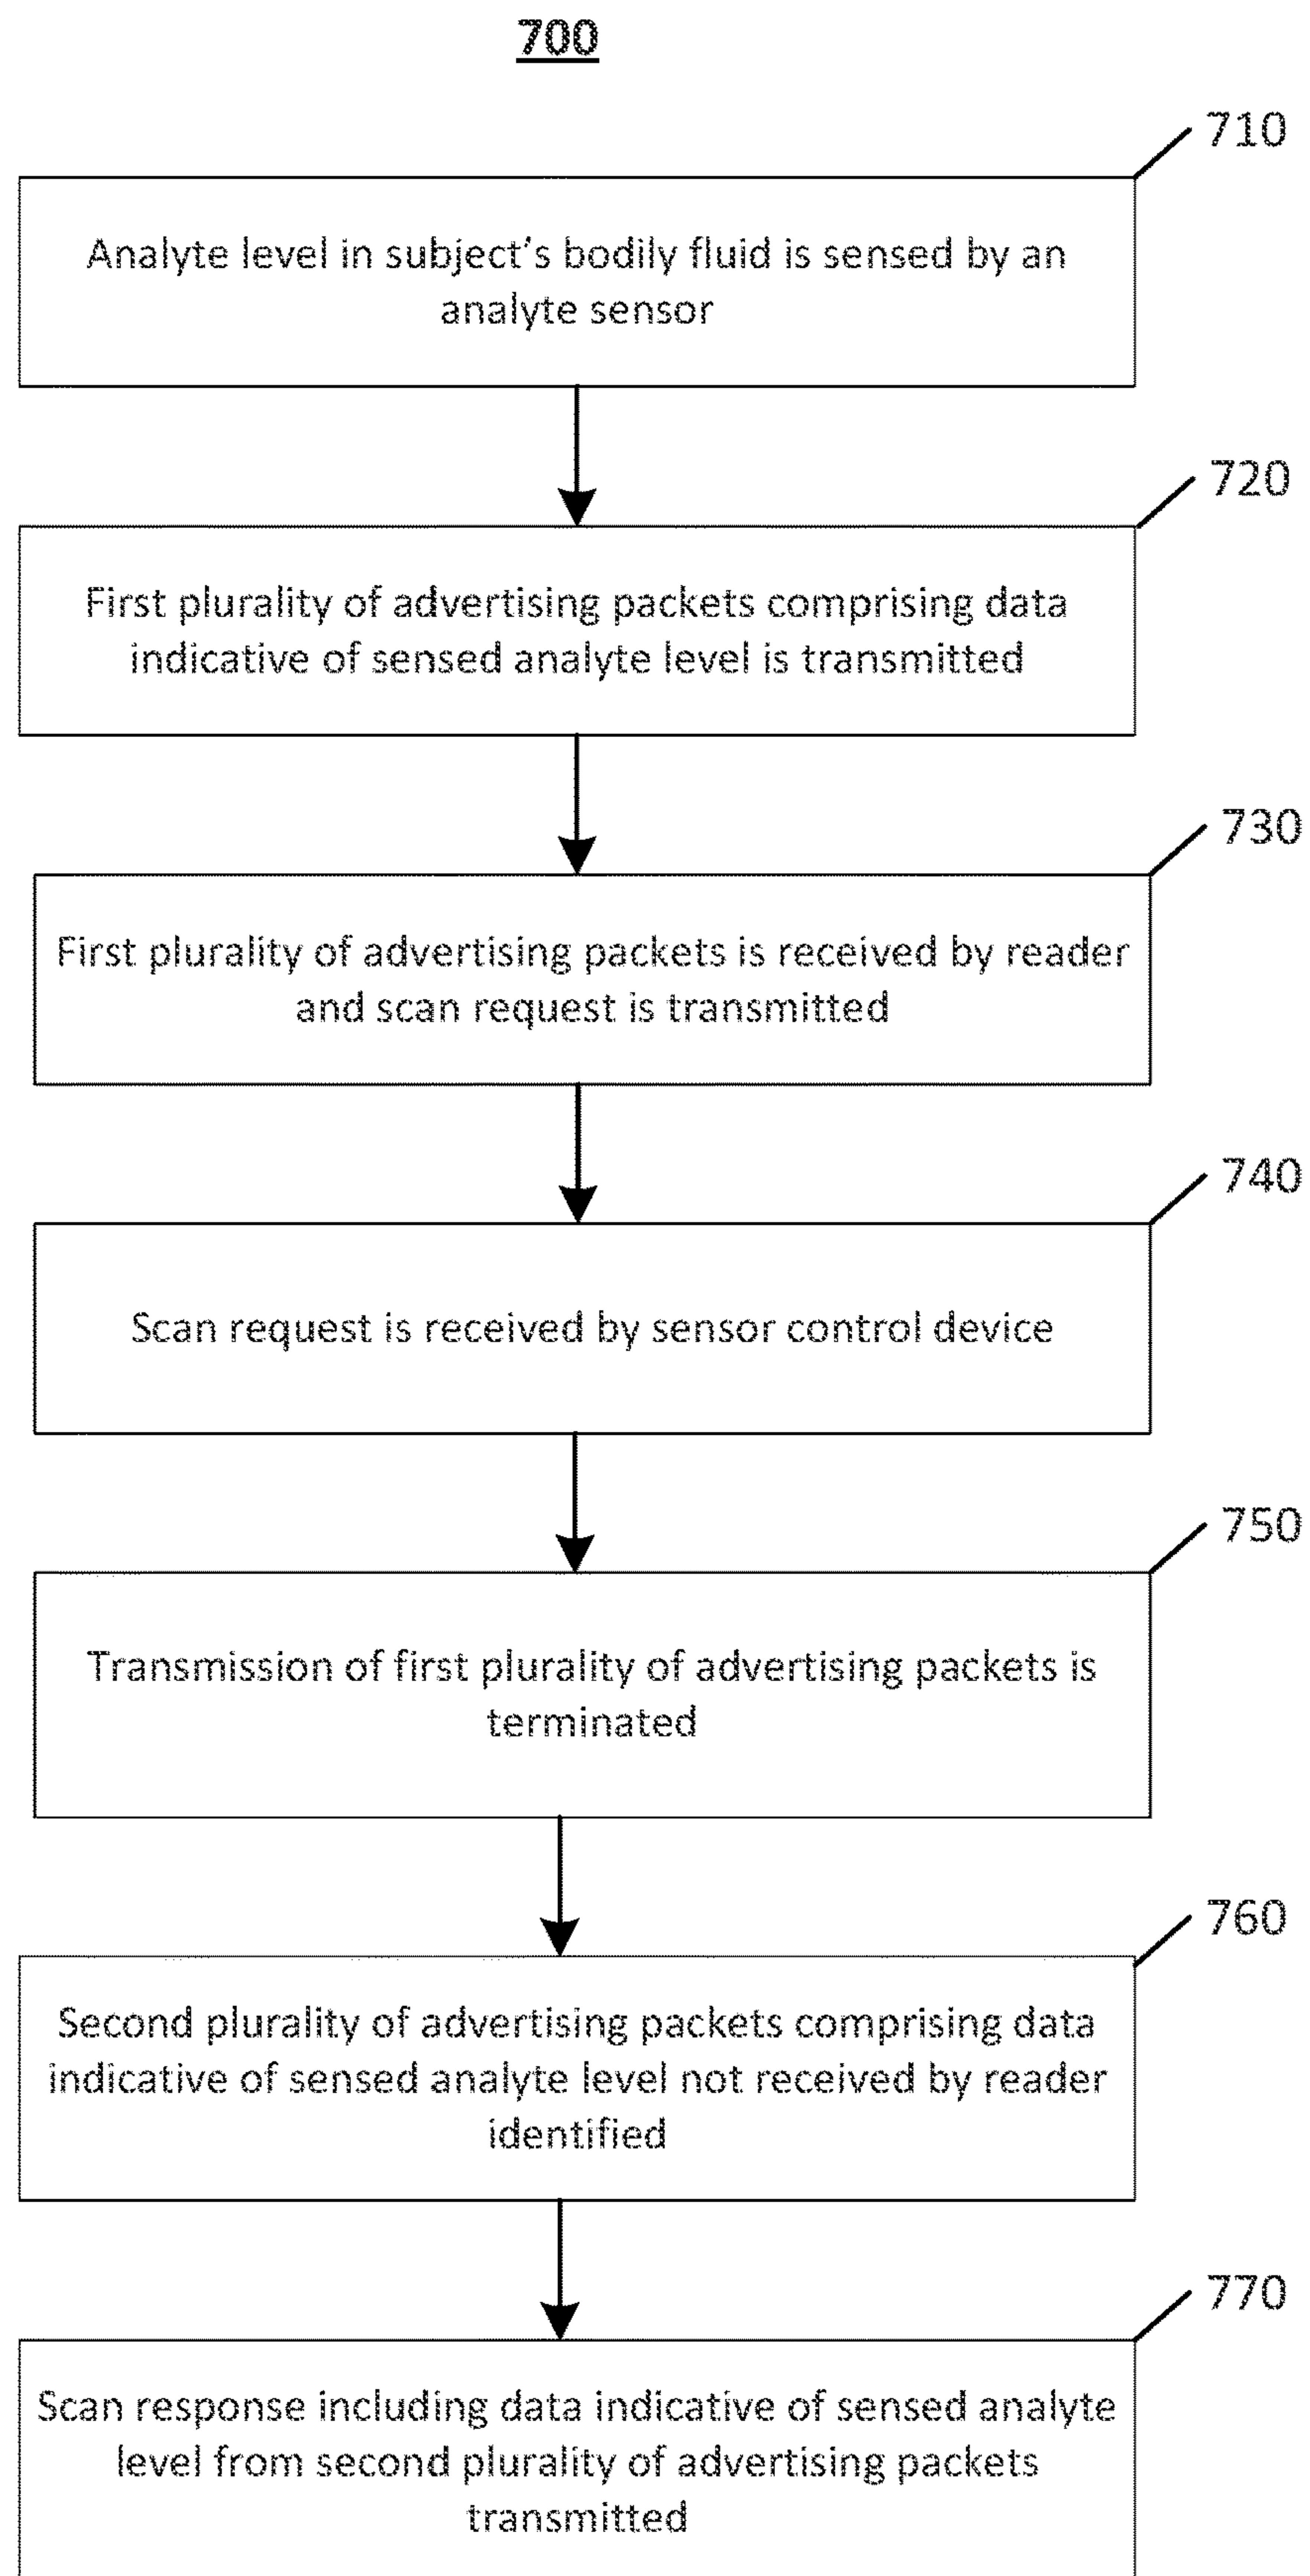 700
710
Analyte level in subject's bodily fluid is sensed by an
analyte sensor
720
First plurality of advertising packets comprising data
indicative of sensed analyte level is transmitted
730
First plurality of advertising packets is received by reader
and scan request is transmitted
740
Scan request is received by sensor control device
750
Transmission of first plurality of advertising packets is
terminated
760
Second plurality of advertising packets comprising data
indicative of sensed analyte level not received by reader
identified
770
Scan response including data indicative of sensed analyte
level from second plurality of advertising packets
transmitted